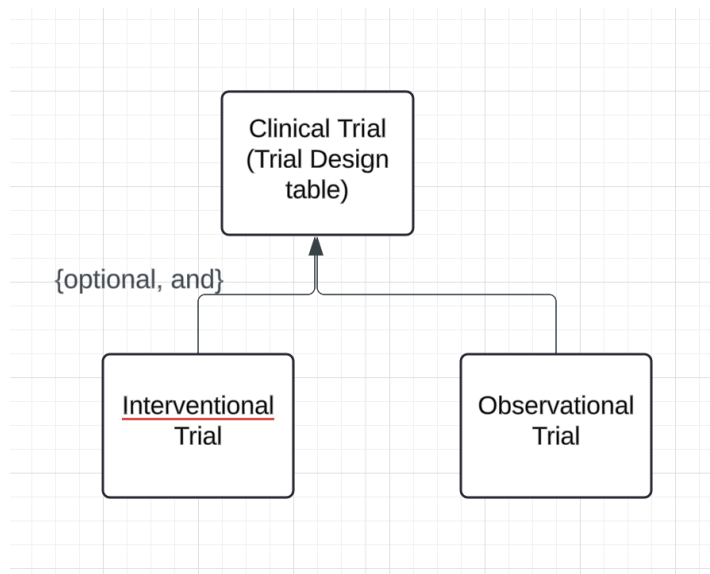 Clinical Trial
(Trial Design
table)
{optional, and}
Interventional
Trial
Observational
Trial